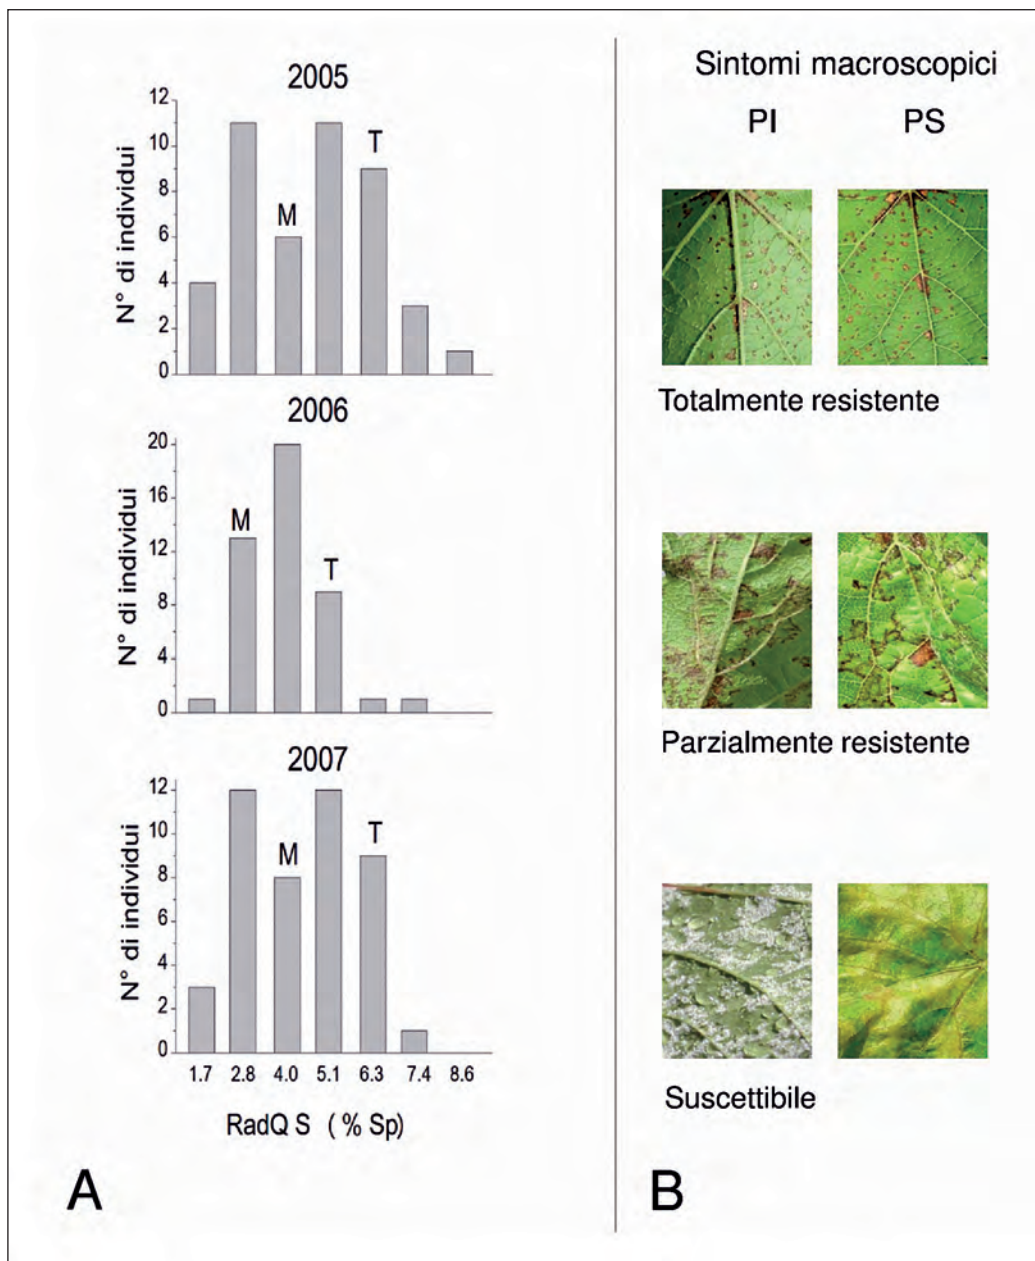 2005
12
10
8
6
4
2
0
N° di individui
M
T
2006
20
16
12
8
4
0
N° di individui
M
T
2007
12
10
8
6
4
2
0
N° di individui
M
T
1.7 2.8 4.0 5.1 6.3 7.4 8.6
RadQ S ( % Sp)
A
Sintomi macroscopici
PI PS
Totalmente resistente
Parzialmente resistente
Suscettibile
B